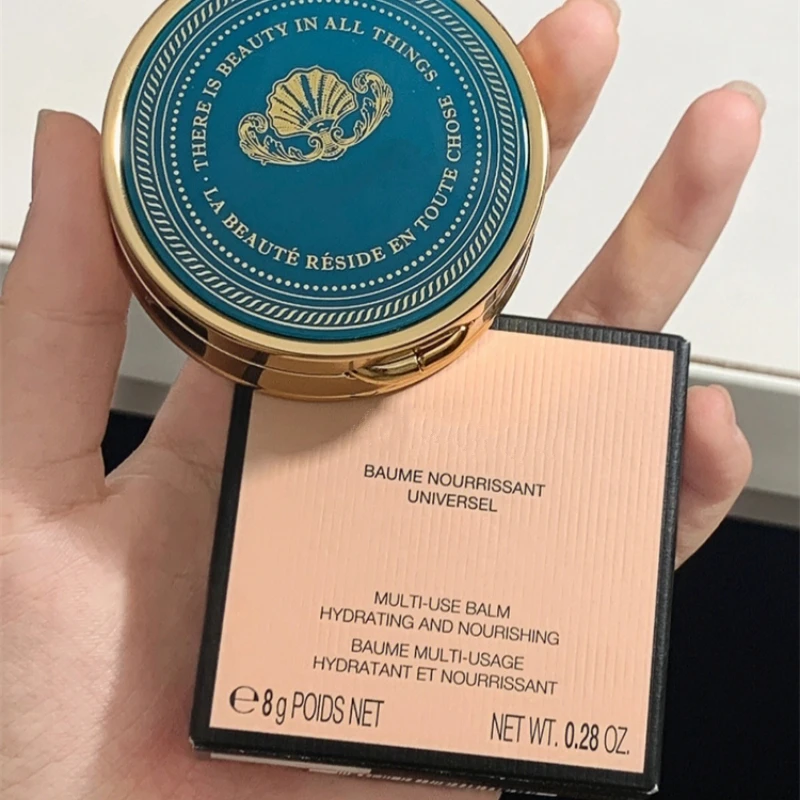 · THERE IS BEAUTY IN ALL THINGS ·
LA BEAUTÉ RÉSIDE EN TOUTE CHOSE
BAUME NOURRISSANT
UNIVERSEL
MULTI-USE BALM
HYDRATING AND NOURISHING
BAUME MULTI-USAGE
HYDRATANT ET NOURRISSANT
℮8 g POIDS NET
NET WT. 0.28 OZ.